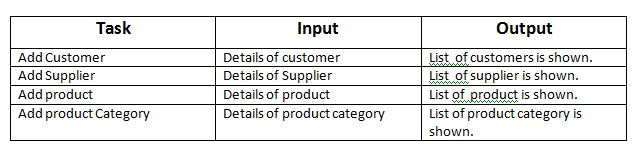 Task Input Output
Add Customer Details of customer List of customers is shown.
Add Supplier Details of Supplier List of supplier is shown.
Add product Details of product List of product is shown.
Add product Category Details of product category List of product category is
shown.